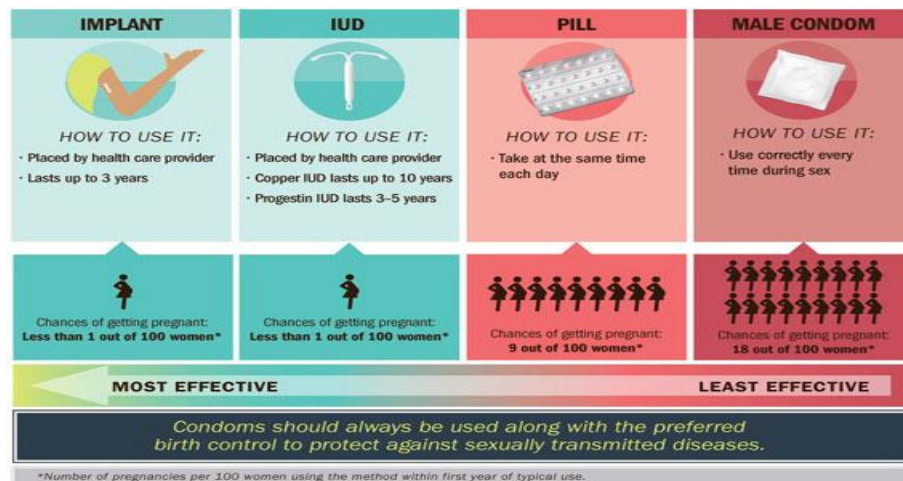 IMPLANT
HOW TO USE IT:
· Placed by health care provider
· Lasts up to 3 years
Chances of getting pregnant:
Less than 1 out of 100 women*
IUD
HOW TO USE IT:
· Placed by health care provider
· Copper IUD lasts up to 10 years
· Progestin IUD lasts 3–5 years
Chances of getting pregnant:
Less than 1 out of 100 women*
PILL
HOW TO USE IT:
· Take at the same time
each day
Chances of getting pregnant:
9 out of 100 women*
MALE CONDOM
HOW TO USE IT:
· Use correctly every
time during sex
Chances of getting pregnant:
18 out of 100 women*
MOST EFFECTIVE
LEAST EFFECTIVE
Condoms should always be used along with the preferred
birth control to protect against sexually transmitted diseases.
*Number of pregnancies per 100 women using the method within first year of typical use.